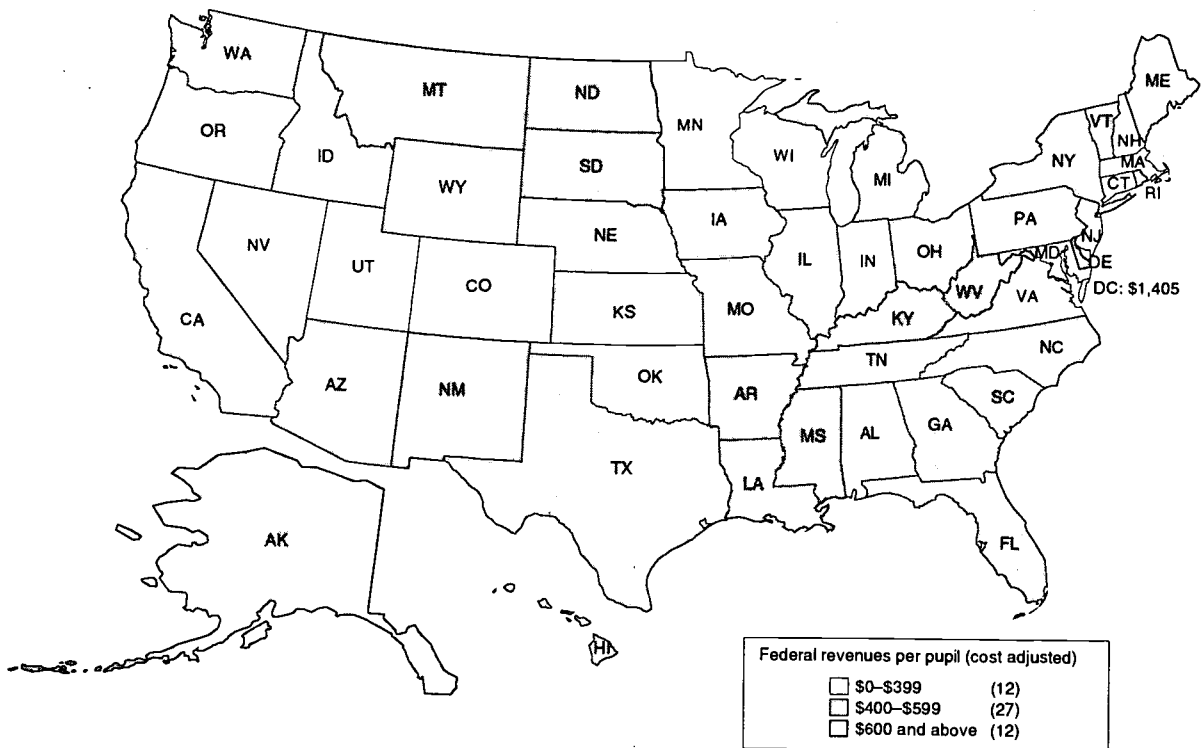 WA
MT
ND
MN
ME
VT
NH
OR
ID
SD
WI
MI
NY
MA
CT
RI
WY
IA
PA
NJ
NE
NV
UT
CO
IL
IN
OH
MD
DE
WV
VA
DC: $1,405
CA
KS
MO
KY
NC
TN
AZ
NM
OK
AR
SC
MS
AL
GA
TX
LA
AK
FL
HI
Federal revenues per pupil (cost adjusted)
$0–$399 (12)
$400–$599 (27)
$600 and above (12)